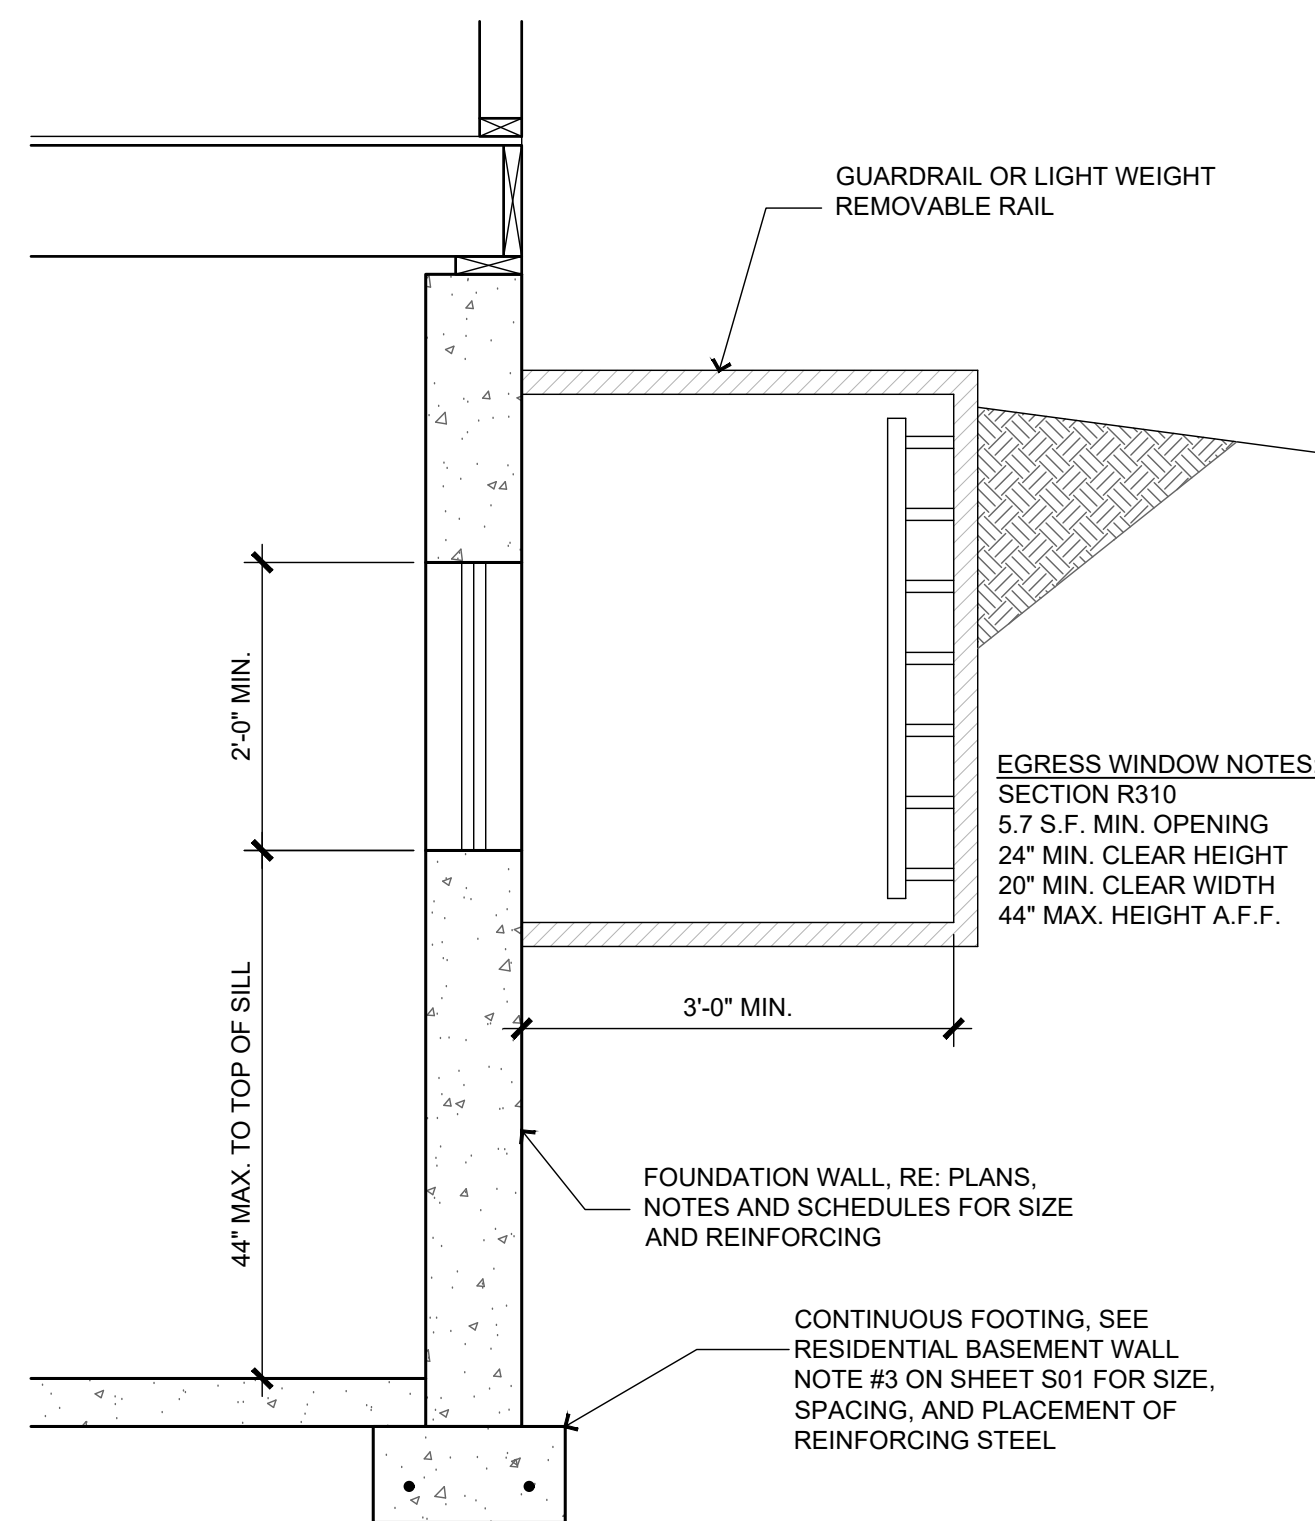 GUARDRAIL OR LIGHT WEIGHT
REMOVABLE RAIL
2'-0" MIN.
EGRESS WINDOW NOTES:
SECTION R310
5.7 S.F. MIN. OPENING
24" MIN. CLEAR HEIGHT
20" MIN. CLEAR WIDTH
44" MAX. HEIGHT A.F.F.
3'-0" MIN.
44" MAX. TO TOP OF SILL
FOUNDATION WALL, RE: PLANS,
NOTES AND SCHEDULES FOR SIZE
AND REINFORCING
CONTINUOUS FOOTING, SEE
RESIDENTIAL BASEMENT WALL
NOTE #3 ON SHEET S01 FOR SIZE,
SPACING, AND PLACEMENT OF
REINFORCING STEEL